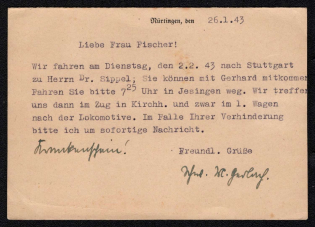 Nürtingen, den 26.1.43
Liebe Frau Fischer!
Wir fahren am Dienstag, den 2.2. 43 nach Stuttgart
zu Herrn Dr. Sippel; Sie können mit Gerhard mitkommen
Fahren Sie bitte 7²⁵ Uhr in Jesingen weg. Wir treffen
uns dann im Zug in Kirchh. und zwar im 1. Wagen
nach der Lokomotive. Im Falle Ihrer Verhinderung
bitte ich um sofortige Nachricht.
Krankenschein!
Freundl. Grüße
W. Gerlach.